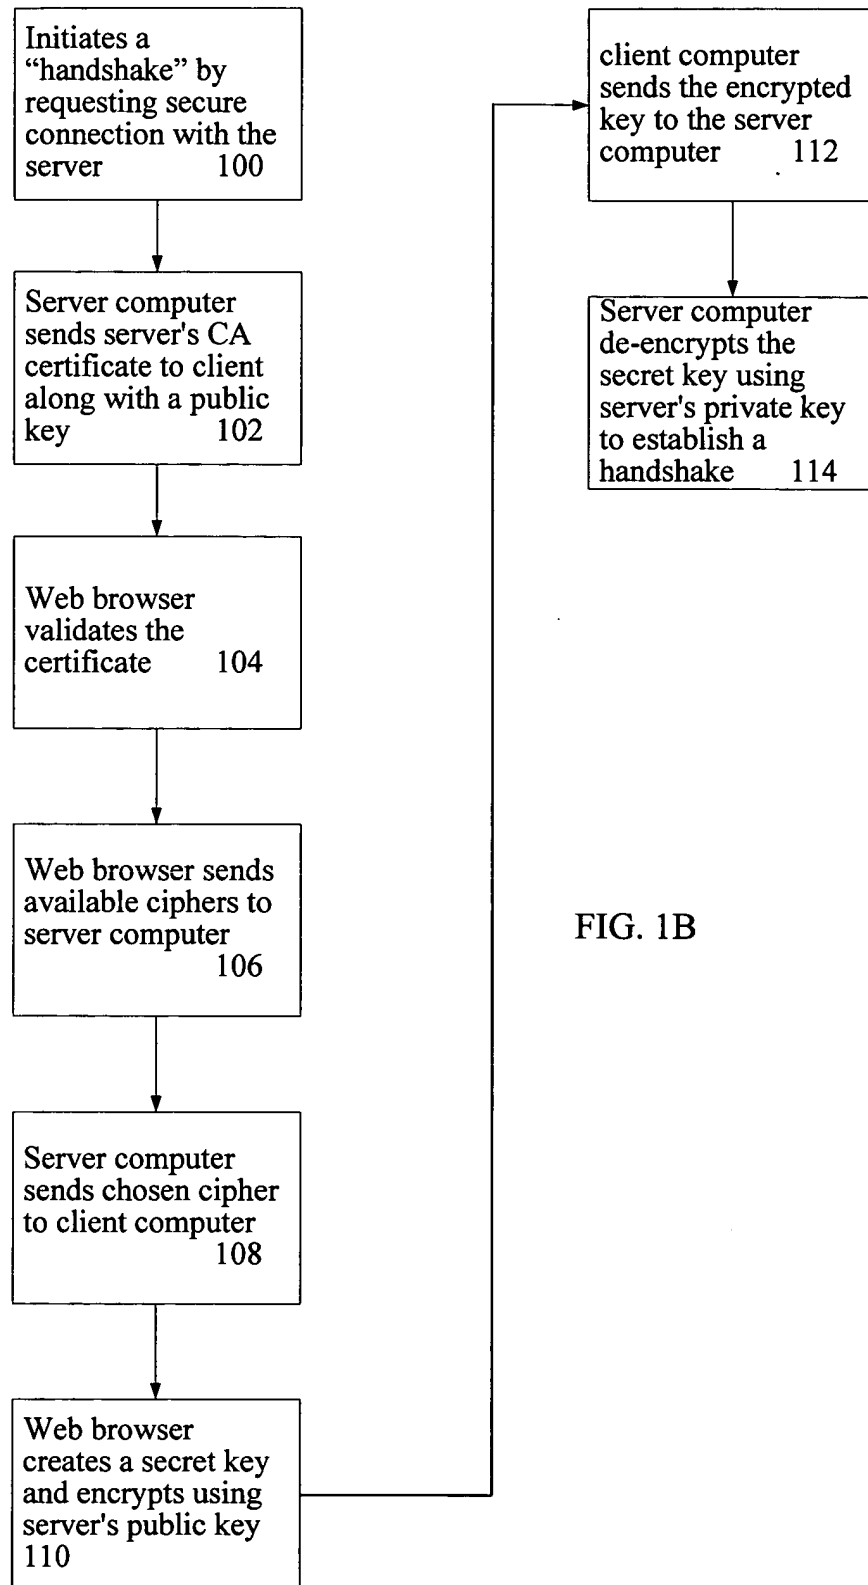 Initiates a
“handshake” by
requesting secure
connection with the
server 100
Server computer
sends server's CA
certificate to client
along with a public
key 102
Web browser
validates the
certificate 104
Web browser sends
available ciphers to
server computer
106
Server computer
sends chosen cipher
to client computer
108
Web browser
creates a secret key
and encrypts using
server's public key
110
client computer
sends the encrypted
key to the server
computer 112
Server computer
de-encrypts the
secret key using
server's private key
to establish a
handshake 114
FIG. 1B